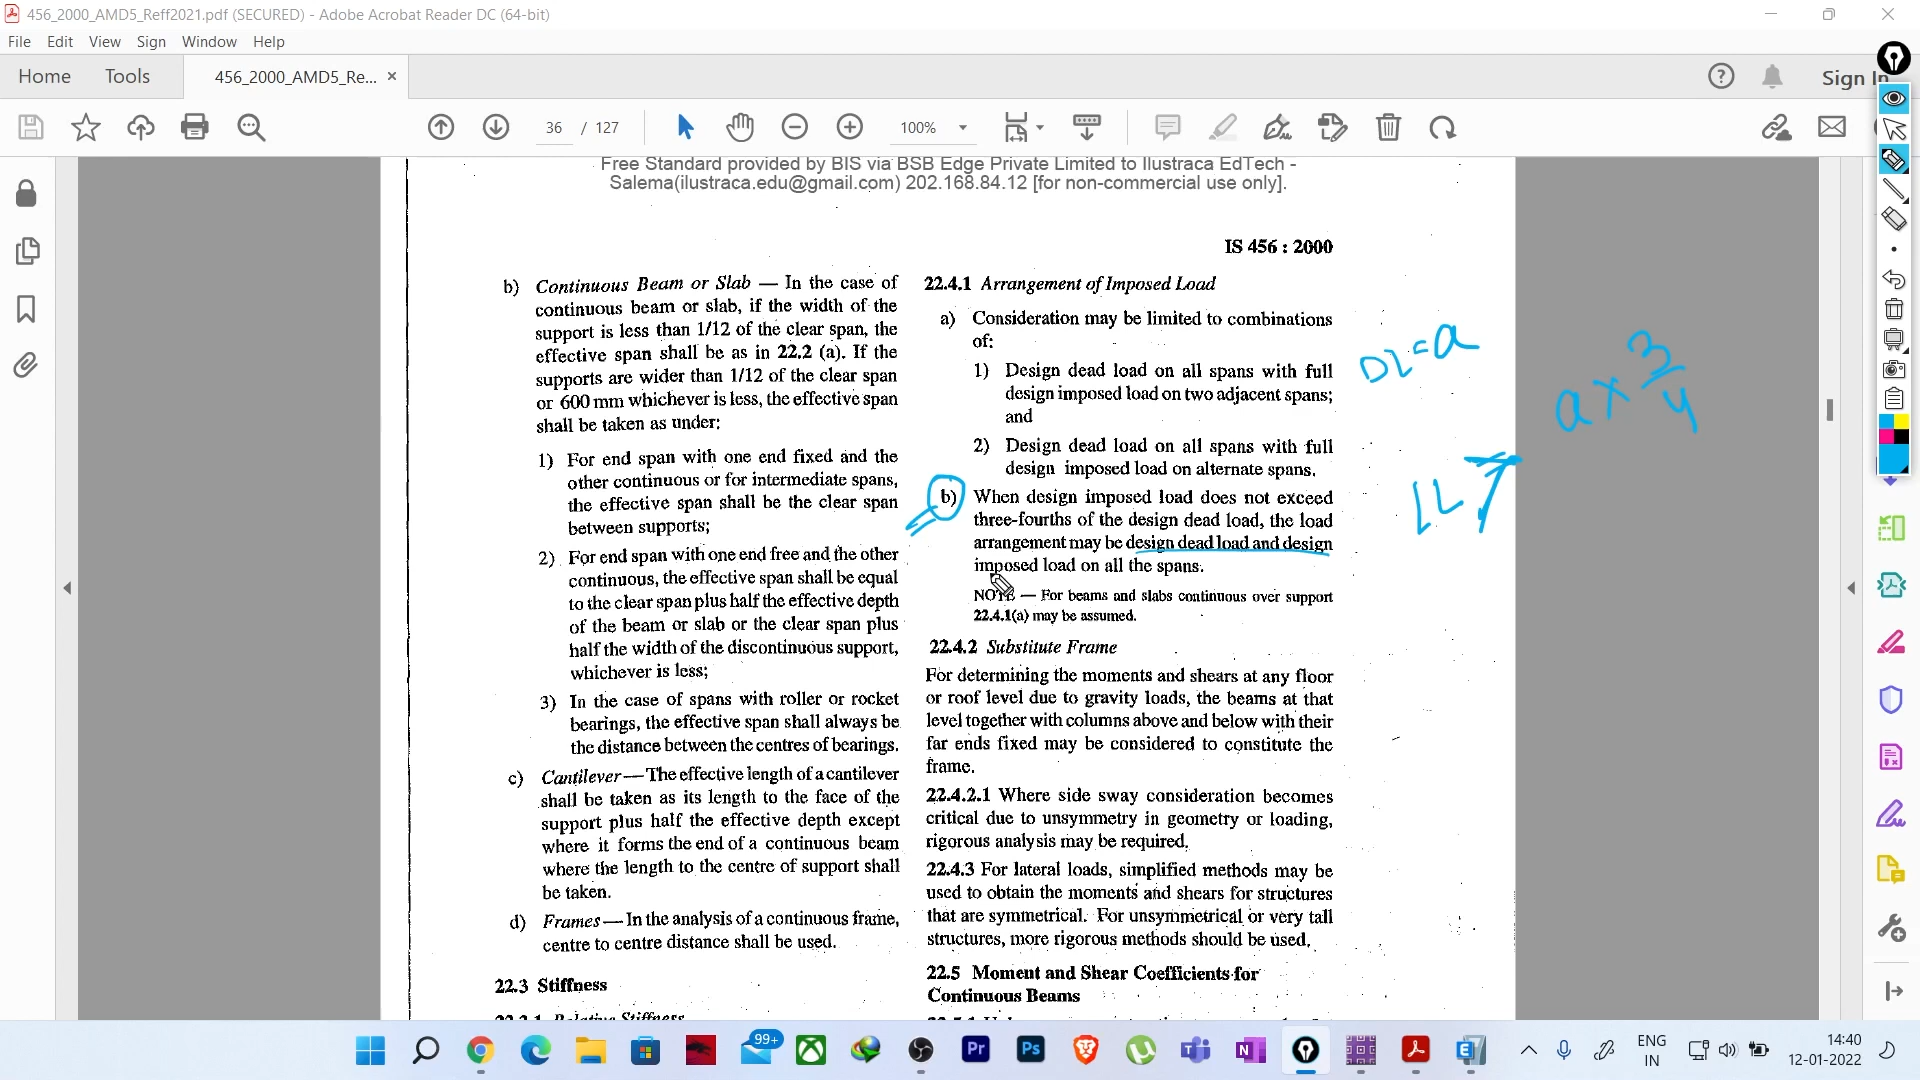 456_2000_AMD5_Reff2021.pdf (SECURED) - Adobe Acrobat Reader DC (64-bit)
File Edit View Sign Window Help
Home Tools 456_2000_AMD5_Re... × Sign In
36 / 127 100%
Free Standard provided by BIS via BSB Edge Private Limited to Ilustraca EdTech -
Salema(ilustraca.edu@gmail.com) 202.168.84.12 [for non-commercial use only].
IS 456 : 2000
b) Continuous Beam or Slab — In the case of
continuous beam or slab, if the width of the
support is less than 1/12 of the clear span, the
effective span shall be as in 22.2 (a). If the
supports are wider than 1/12 of the clear span
or 600 mm whichever is less, the effective span
shall be taken as under:
1) For end span with one end fixed and the
other continuous or for intermediate spans,
the effective span shall be the clear span
between supports;
2) For end span with one end free and the other
continuous, the effective span shall be equal
to the clear span plus half the effective depth
of the beam or slab or the clear span plus
half the width of the discontinuous support,
whichever is less;
3) In the case of spans with roller or rocket
bearings, the effective span shall always be
the distance between the centres of bearings.
c) Cantilever—The effective length of a cantilever
shall be taken as its length to the face of the
support plus half the effective depth except
where it forms the end of a continuous beam
where the length to the centre of support shall
be taken.
d) Frames—In the analysis of a continuous frame,
centre to centre distance shall be used.
22.3 Stiffness
22.3.1 Relative Stiffness
22.4.1 Arrangement of Imposed Load
a) Consideration may be limited to combinations
of:
1) Design dead load on all spans with full
design imposed load on two adjacent spans;
and
2) Design dead load on all spans with full
design imposed load on alternate spans.
b) When design imposed load does not exceed
three-fourths of the design dead load, the load
arrangement may be design dead load and design
imposed load on all the spans.
NOTE — For beams and slabs continuous over support
22.4.1(a) may be assumed.
22.4.2 Substitute Frame
For determining the moments and shears at any floor
or roof level due to gravity loads, the beams at that
level together with columns above and below with their
far ends fixed may be considered to constitute the
frame.
22.4.2.1 Where side sway consideration becomes
critical due to unsymmetry in geometry or loading,
rigorous analysis may be required.
22.4.3 For lateral loads, simplified methods may be
used to obtain the moments and shears for structures
that are symmetrical. For unsymmetrical or very tall
structures, more rigorous methods should be used.
22.5 Moment and Shear Coefficients for
Continuous Beams
DL = a
a × 3/4
LL
99+
ENG
IN
14:40
12-01-2022